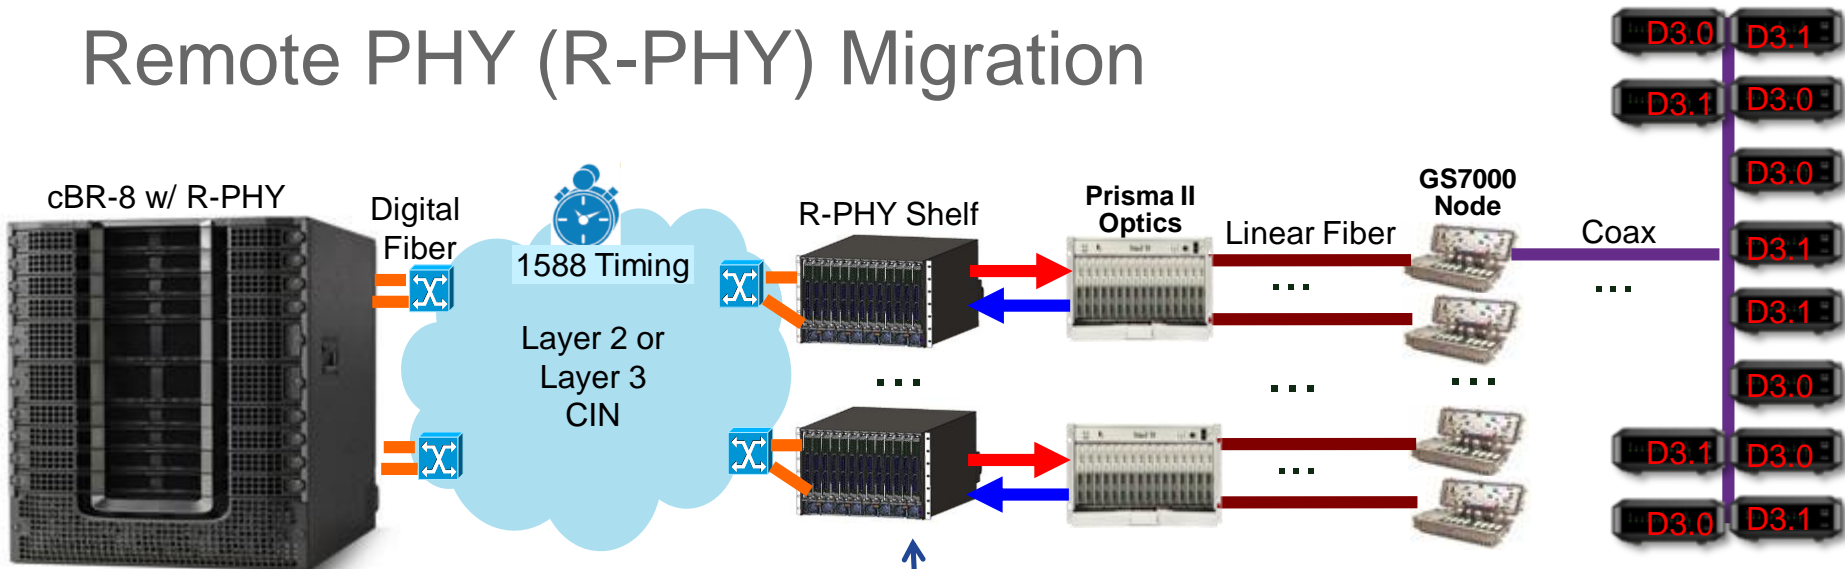 Remote PHY (R-PHY) Migration
cBR-8 w/ R-PHY
Digital
Fiber
1588 Timing
Layer 2 or
Layer 3
CIN
R-PHY Shelf
...
Prisma II
Optics
Linear Fiber
...
...
...
GS7000
Node
...
Coax
...
D3.0 D3.1
D3.1 D3.0
D3.0
D3.1
D3.1
D3.0
D3.1 D3.0
D3.0 D3.1